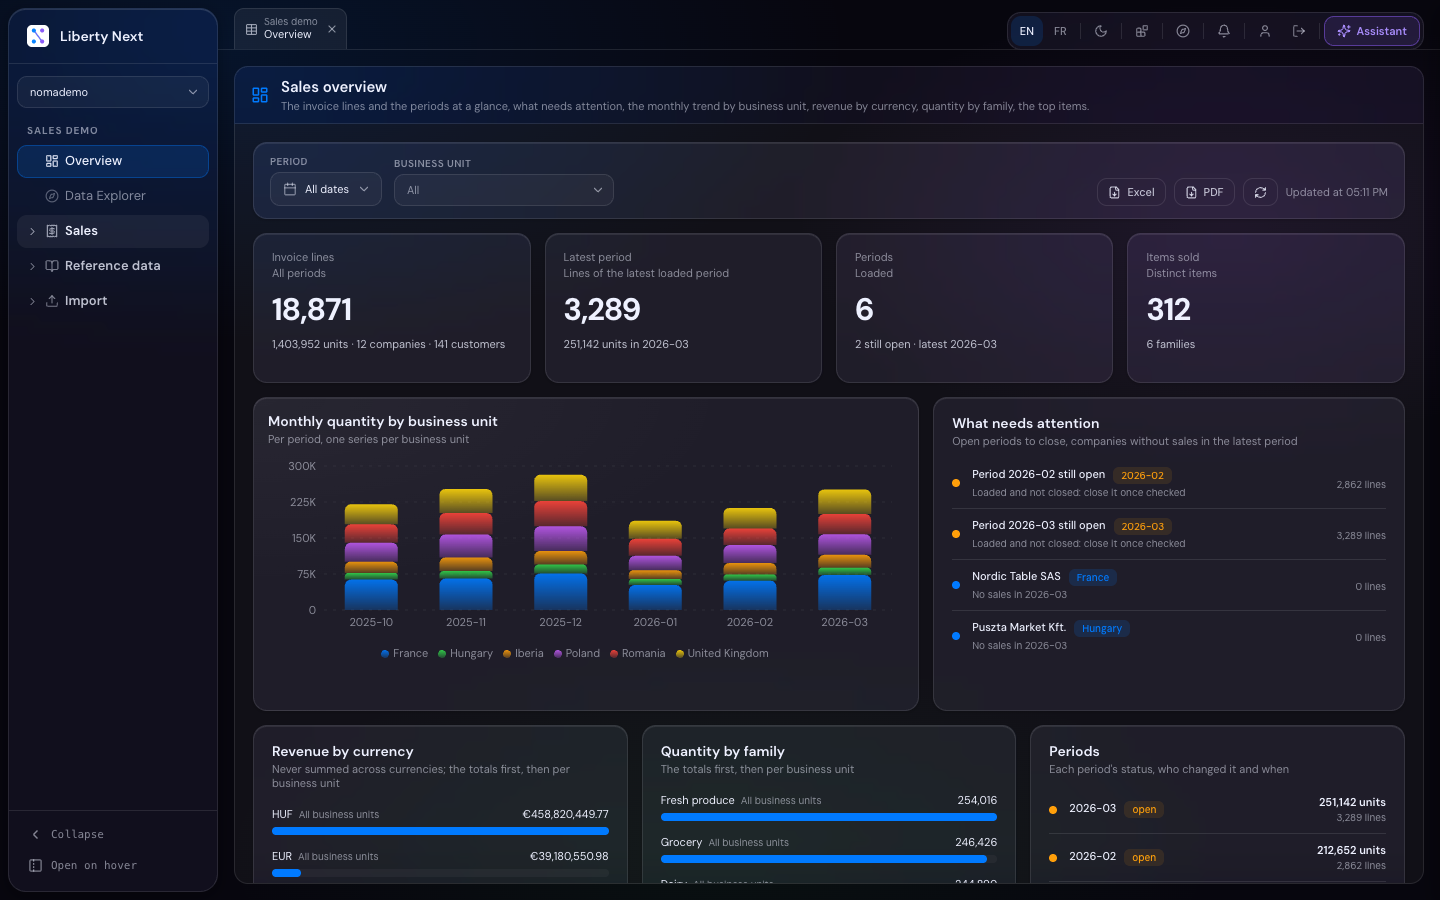 Liberty Next
nomademo
SALES DEMO
Overview
Data Explorer
Sales
Reference data
Import
Collapse
Open on hover
Sales demo
Overview
EN
FR
Assistant
Sales overview
The invoice lines and the periods at a glance, what needs attention, the monthly trend by business unit, revenue by currency, quantity by family, the top items.
PERIOD
All dates
BUSINESS UNIT
All
Excel
PDF
Updated at 05:11 PM
Invoice lines
All periods
18,871
1,403,952 units · 12 companies · 141 customers
Latest period
Lines of the latest loaded period
3,289
251,142 units in 2026-03
Periods
Loaded
6
2 still open · latest 2026-03
Items sold
Distinct items
312
6 families
Monthly quantity by business unit
Per period, one series per business unit
300K
225K
150K
75K
0
2025-10
2025-11
2025-12
2026-01
2026-02
2026-03
France
Hungary
Iberia
Poland
Romania
United Kingdom
What needs attention
Open periods to close, companies without sales in the latest period
Period 2026-02 still open 2026-02
Loaded and not closed: close it once checked
2,862 lines
Period 2026-03 still open 2026-03
Loaded and not closed: close it once checked
3,289 lines
Nordic Table SAS France
No sales in 2026-03
0 lines
Puszta Market Kft. Hungary
No sales in 2026-03
0 lines
Revenue by currency
Never summed across currencies; the totals first, then per
business unit
HUF All business units €458,820,449.77
EUR All business units €39,180,550.98
Quantity by family
The totals first, then per business unit
Fresh produce All business units 254,016
Grocery All business units 246,426
Periods
Each period's status, who changed it and when
2026-03 open
251,142 units
3,289 lines
2026-02 open
212,652 units
2,862 lines